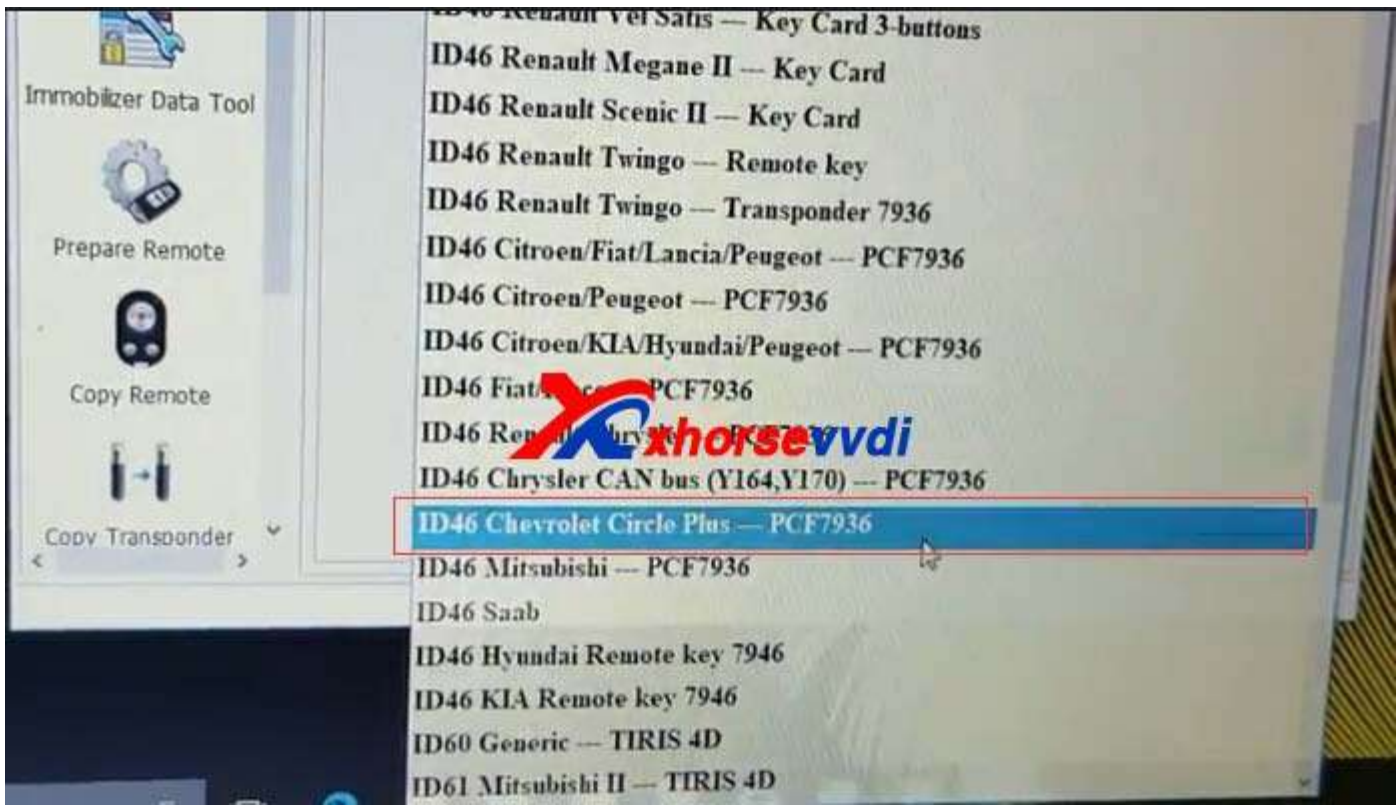 Immobilizer Data Tool
Prepare Remote
Copy Remote
Copy Transponder
ID46 Renault Vel Satis — Key Card 3-buttons
ID46 Renault Megane II — Key Card
ID46 Renault Scenic II — Key Card
ID46 Renault Twingo — Remote key
ID46 Renault Twingo — Transponder 7936
ID46 Citroen/Fiat/Lancia/Peugeot — PCF7936
ID46 Citroen/Peugeot — PCF7936
ID46 Citroen/KIA/Hyundai/Peugeot — PCF7936
ID46 Fiat/ PCF7936
ID46
xhorsevvdi
ID46 Chrysler CAN bus (Y164,Y170) — PCF7936
ID46 Chevrolet Circle Plus — PCF7936
ID46 Mitsubishi — PCF7936
ID46 Saab
ID46 Hyundai Remote key 7946
ID46 KIA Remote key 7946
ID60 Generic — TIRIS 4D
ID61 Mitsubishi II — TIRIS 4D